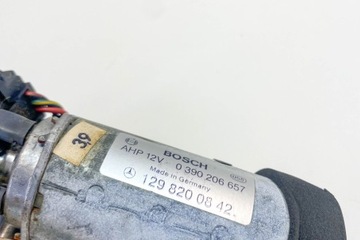 39
BOSCH
AHP 12V- 0 390 206 657
Made in Germany
129 820 08 42.